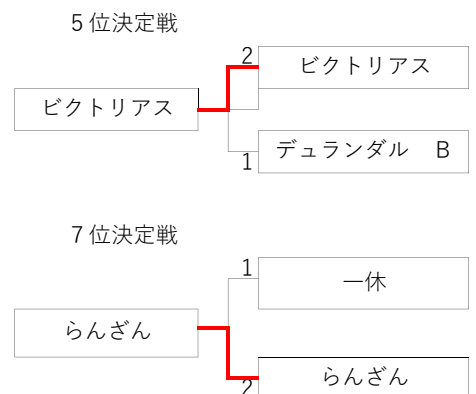 5位決定戦
2
ビクトリアス
ビクトリアス
デュランダル　B
1
7位決定戦
1
一休
らんざん
らんざん
2